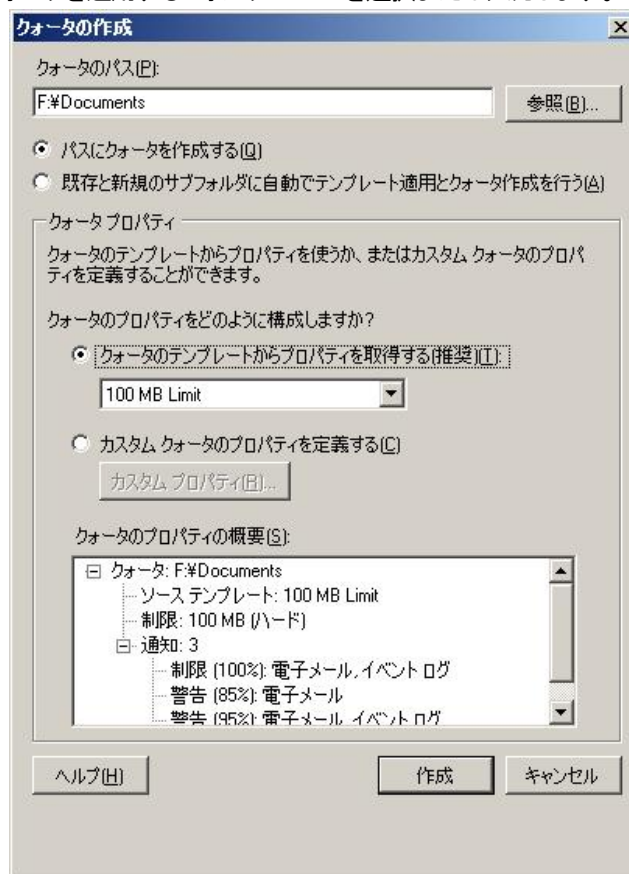 クォータの作成
クォータのパス(P):
F:¥Documents
参照(B)...
パスにクォータを作成する(Q)
既存と新規のサブフォルダに自動でテンプレート適用とクォータ作成を行う(A)
クォータ プロパティ
クォータのテンプレートからプロパティを使うか、またはカスタム クォータのプロパ
ティを定義することができます。
クォータのプロパティをどのように構成しますか?
クォータのテンプレートからプロパティを取得する(推奨)(T):
100 MB Limit
カスタム クォータのプロパティを定義する(C)
カスタム プロパティ(R)...
クォータのプロパティの概要(S):
クォータ: F:¥Documents
ソース テンプレート: 100 MB Limit
制限: 100 MB (ハード)
通知: 3
制限 (100%): 電子メール, イベント ログ
警告 (85%): 電子メール
警告 (95%): 電子メール, イベント ログ
ヘルプ(H)
作成
キャンセル